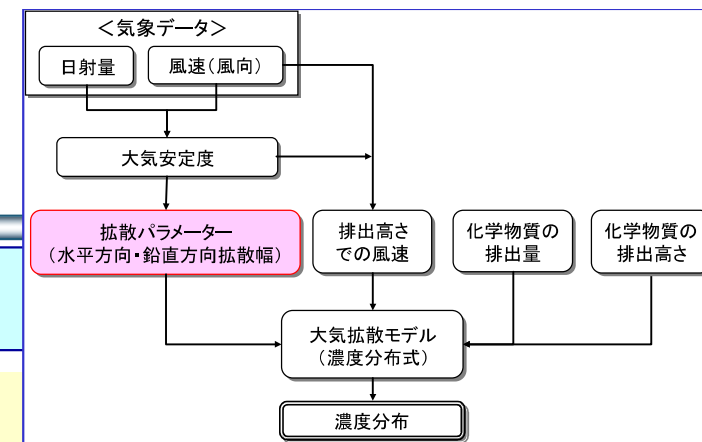 ＜気象データ＞
日射量
風速（風向）
大気安定度
拡散パラメーター
（水平方向・鉛直方向拡散幅）
排出高さ
での風速
化学物質の
排出量
化学物質の
排出高さ
大気拡散モデル
（濃度分布式）
濃度分布